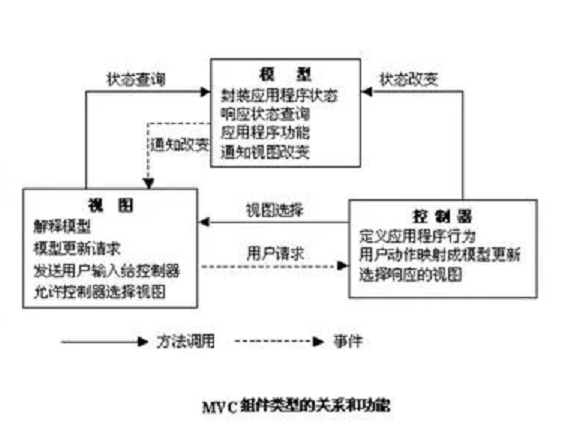 状态查询
模 型
状态改变
封装应用程序状态
响应状态查询
应用程序功能
通知视图改变
通知改变
视 图
解释模型
模型更新请求
发送用户输入给控制器
允许控制器选择视图
视图选择
用户请求
控制器
定义应用程序行为
用户动作映射成模型更新
选择响应的视图
方法调用
事件
MVC组件类型的关系和功能